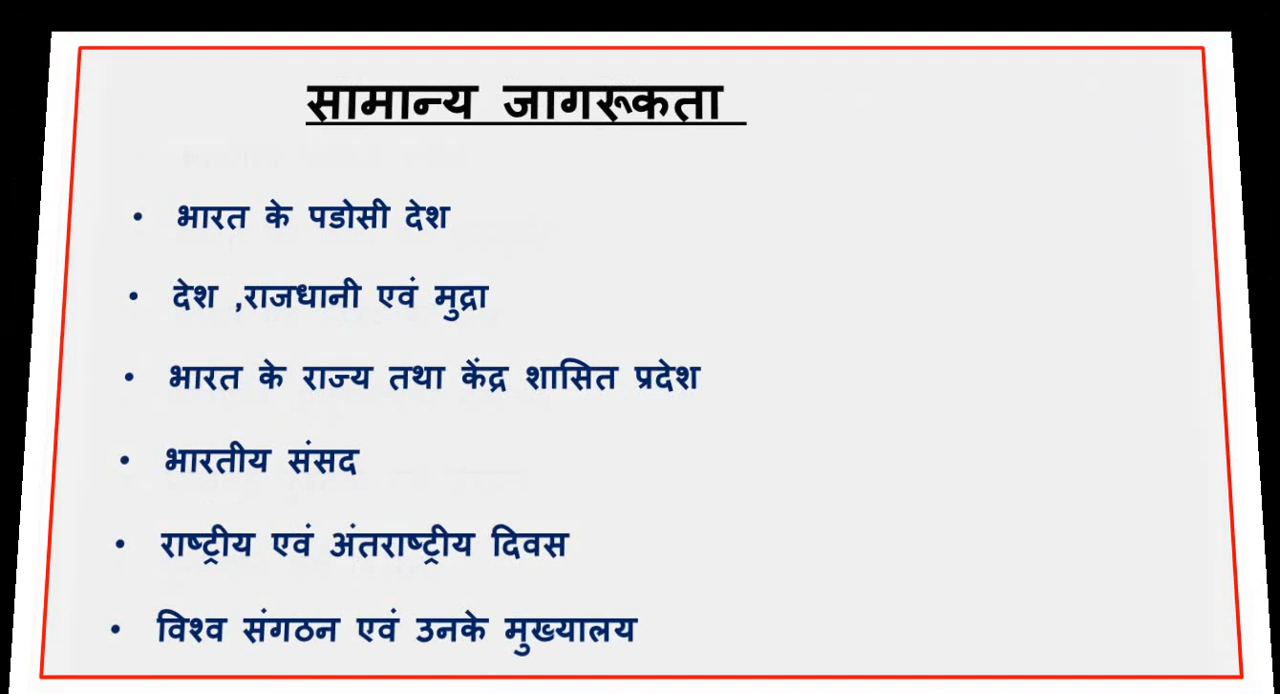 सामान्य जागरूकता
• भारत के पडोसी देश
• देश ,राजधानी एवं मुद्रा
• भारत के राज्य तथा केंद्र शासित प्रदेश
• भारतीय संसद
• राष्ट्रीय एवं अंतराष्ट्रीय दिवस
• विश्व संगठन एवं उनके मुख्यालय